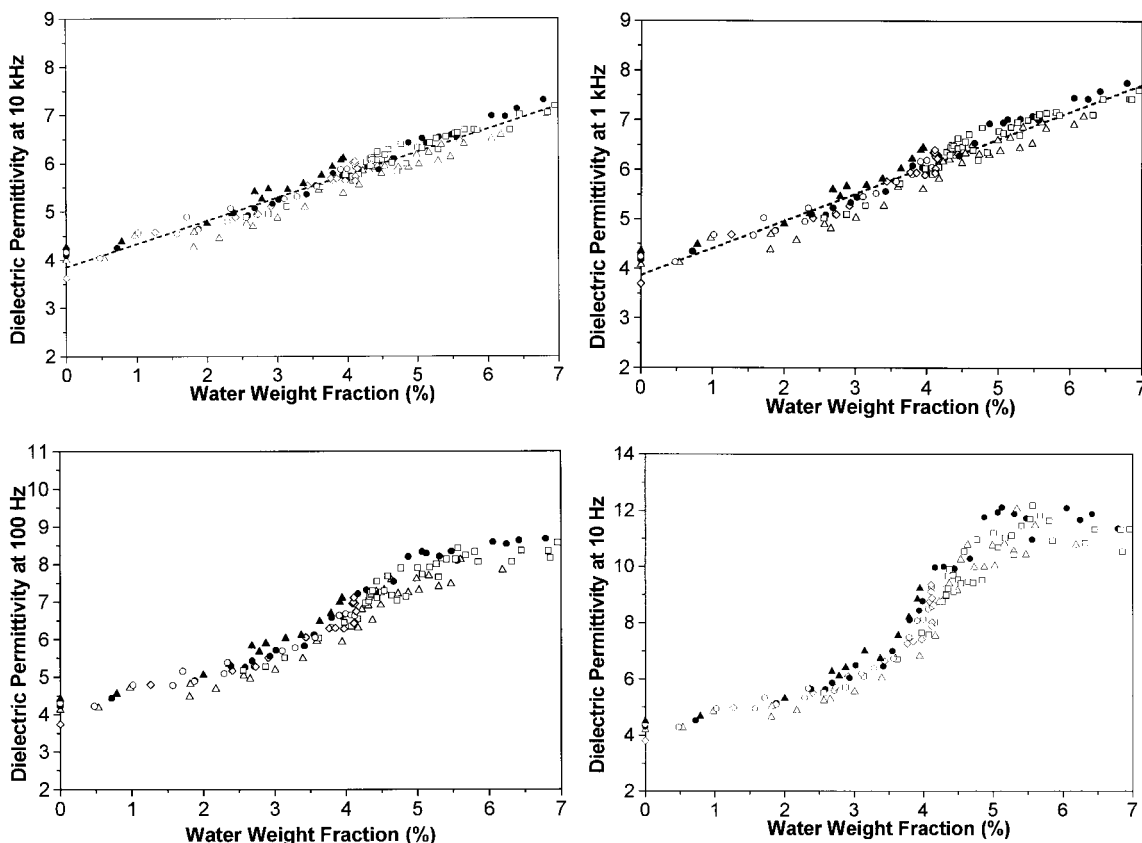 Dielectric Permittivity at 10 kHz
9
8
7
6
5
4
3
2
0 1 2 3 4 5 6 7
Water Weight Fraction (%)
Dielectric Permittivity at 1 kHz
9
8
7
6
5
4
3
2
0 1 2 3 4 5 6 7
Water Weight Fraction (%)
Dielectric Permittivity at 100 Hz
11
10
9
8
7
6
5
4
3
2
0 1 2 3 4 5 6 7
Water Weight Fraction (%)
Dielectric Permittivity at 10 Hz
14
12
10
8
6
4
2
0 1 2 3 4 5 6 7
Water Weight Fraction (%)